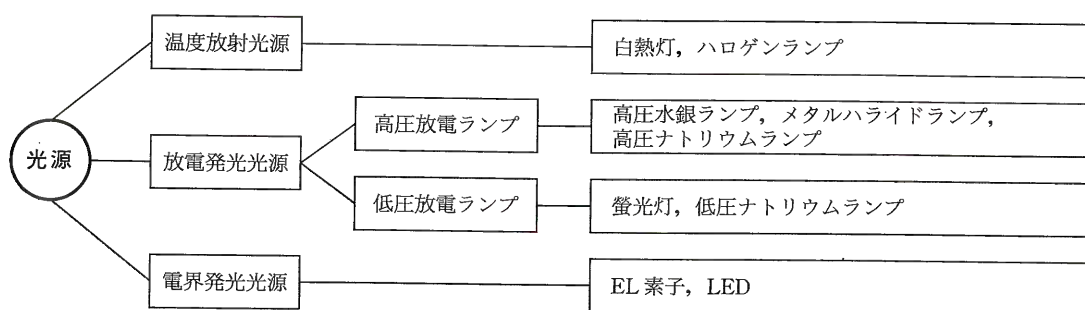 温度放射光源
白熱灯，ハロゲンランプ
高圧放電ランプ
高圧水銀ランプ，メタルハライドランプ，
高圧ナトリウムランプ
光源
放電発光光源
低圧放電ランプ
螢光灯，低圧ナトリウムランプ
電界発光光源
EL 素子，LED